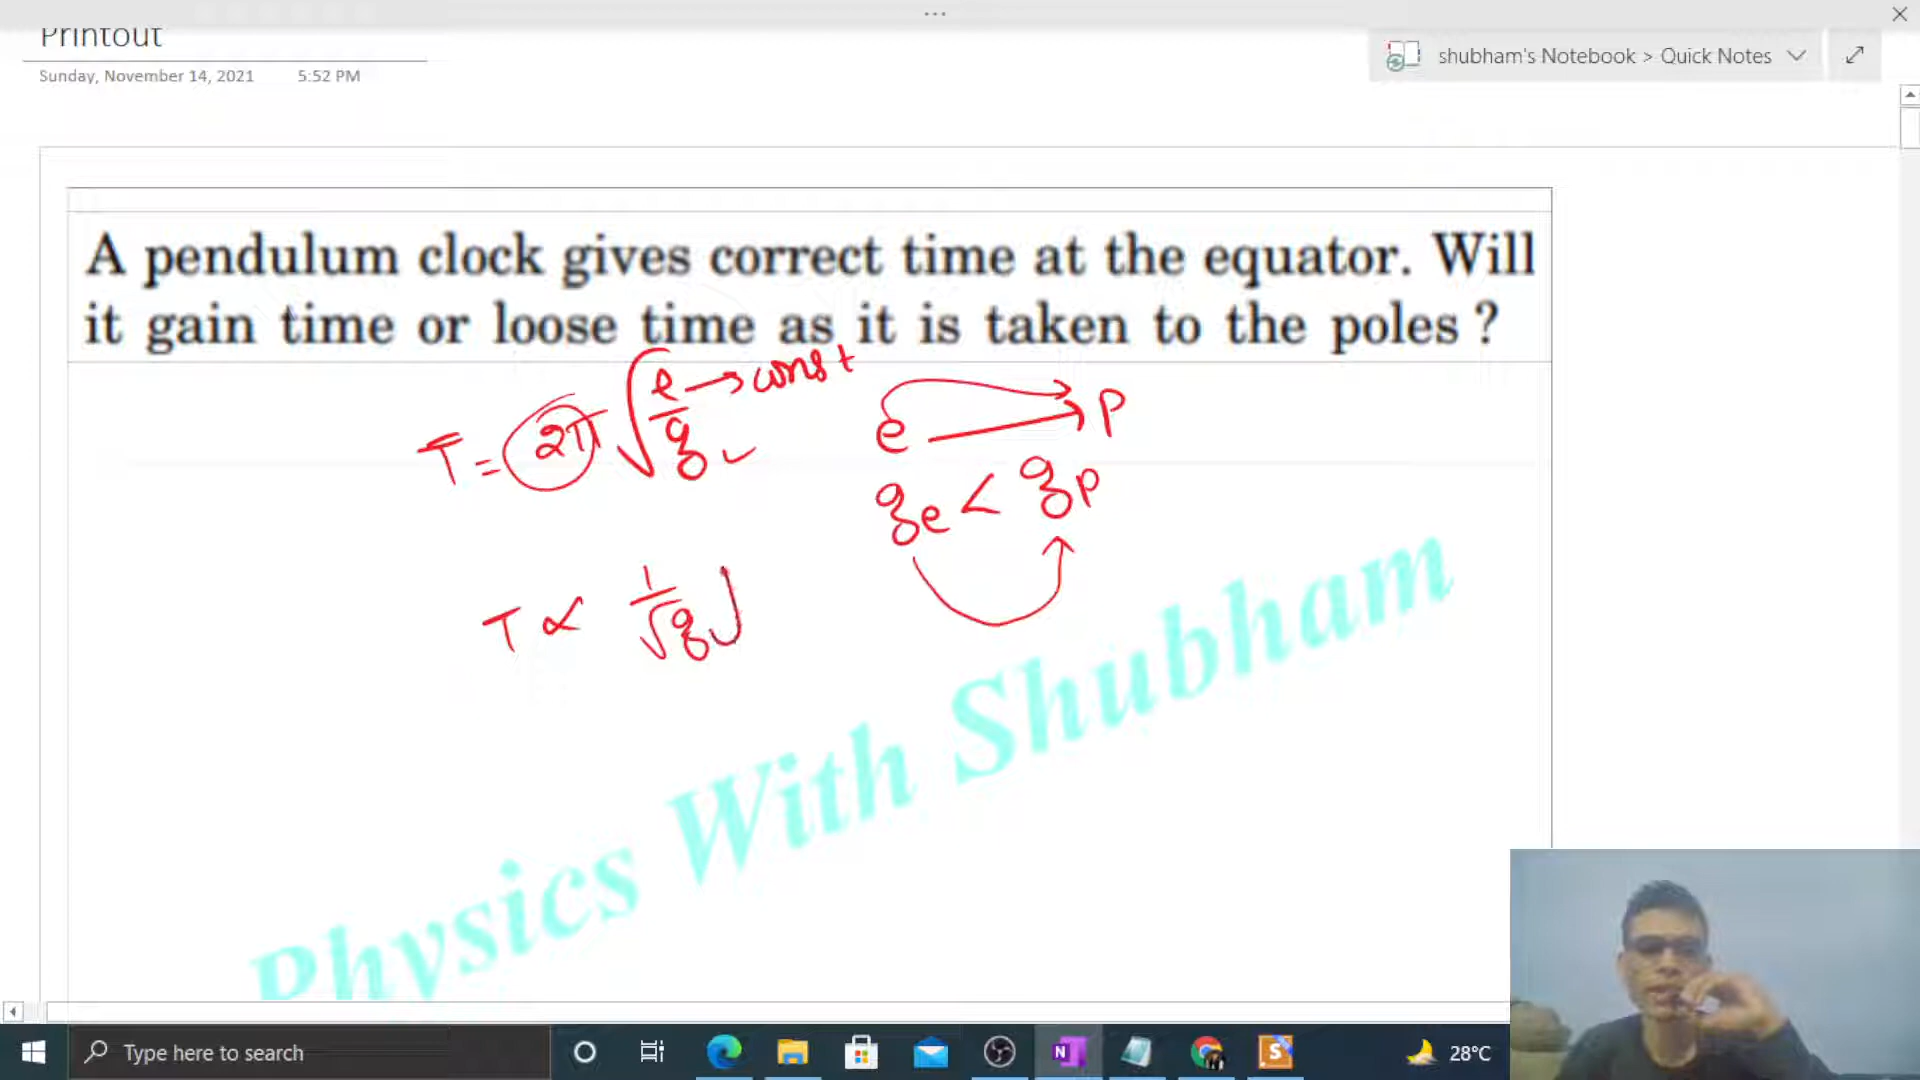 Printout
Sunday, November 14, 2021 5:52 PM
shubham's Notebook > Quick Notes
A pendulum clock gives correct time at the equator. Will
it gain time or loose time as it is taken to the poles ?
T = 2π √(l/g) → const
e → p
ge < gp
T ∝ 1/√g
Physics With Shubham
Type here to search
28°C